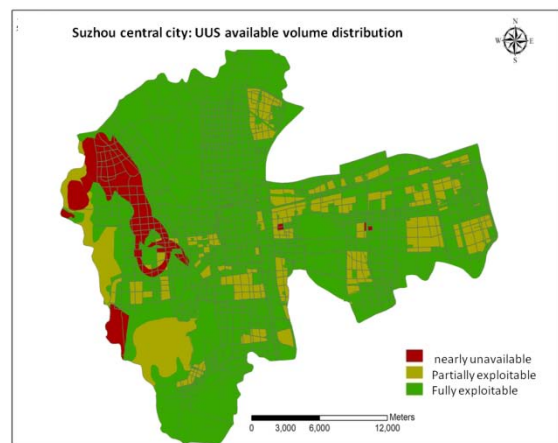 Suzhou central city: UUS available volume distribution
N
W E
S
nearly unavailable
Partially exploitable
Fully exploitable
Meters
0 3,000 6,000 12,000